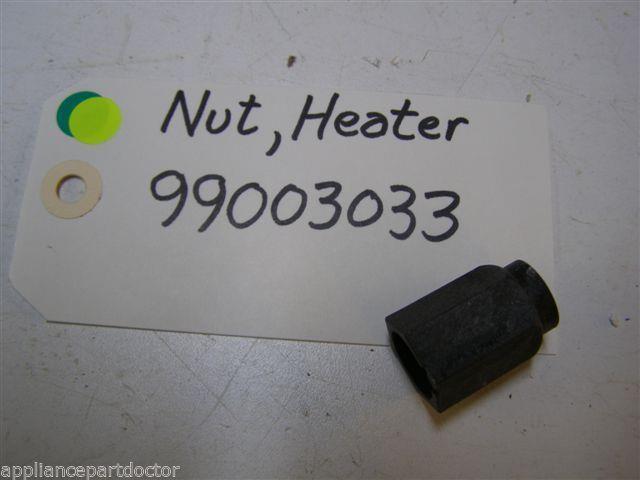 Nut, Heater
99003033
appliancepartdoctor